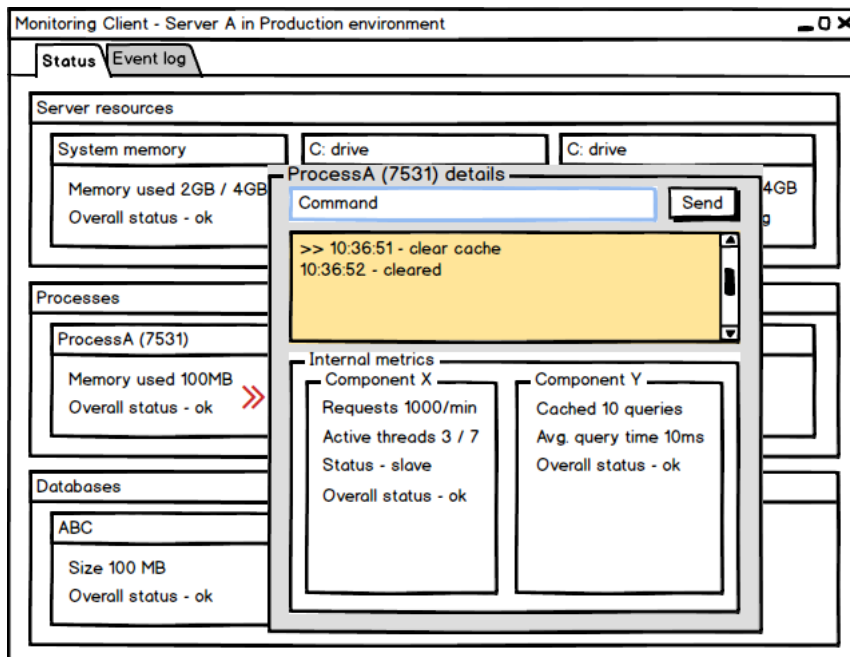 Monitoring Client - Server A in Production environment
Status
Event log
Server resources
System memory
Memory used 2GB / 4GB
Overall status - ok
C: drive
C: drive
4GB
g
ProcessA (7531) details
Command
Send
>> 10:36:51 - clear cache
10:36:52 - cleared
Internal metrics
Component X
Requests 1000/min
Active threads 3 / 7
Status - slave
Overall status - ok
Component Y
Cached 10 queries
Avg. query time 10ms
Overall status - ok
Processes
ProcessA (7531)
Memory used 100MB
Overall status - ok
Databases
ABC
Size 100 MB
Overall status - ok